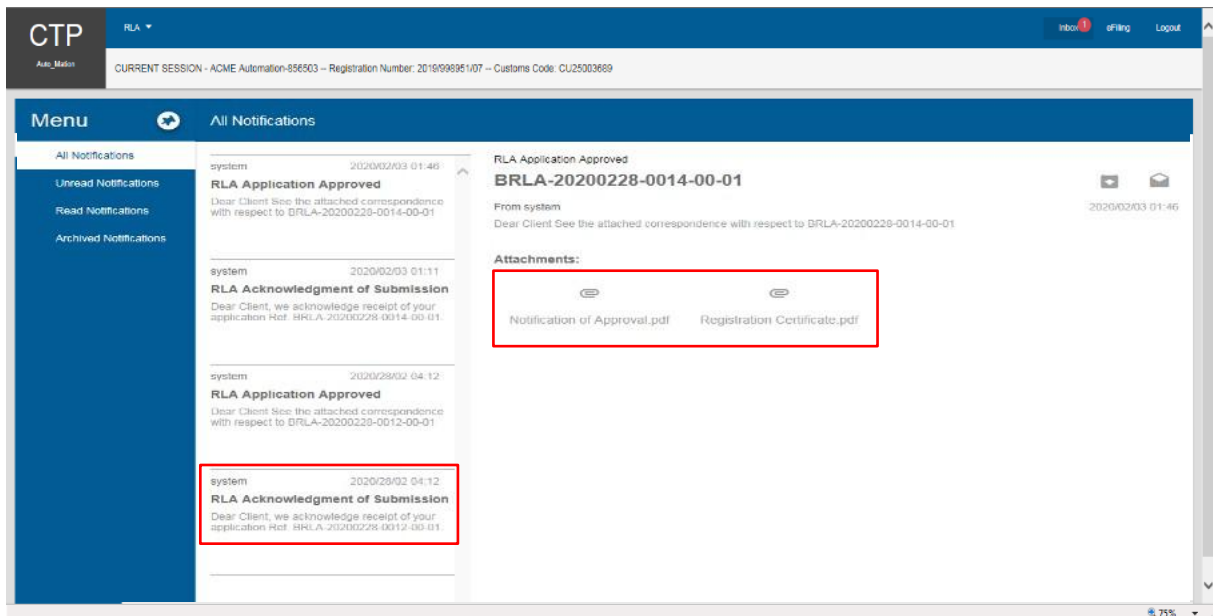 CTP
Auto_Mation
RLA
Inbox 1
eFiling
Logout
CURRENT SESSION - ACME Automation-856503 -- Registration Number: 2019/998951/07 -- Customs Code: CU25003689
Menu
All Notifications
Unread Notifications
Read Notifications
Archived Notifications
All Notifications
system 2020/02/03 01:46
RLA Application Approved
Dear Client See the attached correspondence
with respect to BRLA-20200228-0014-00-01
system 2020/02/03 01:11
RLA Acknowledgment of Submission
Dear Client, we acknowledge receipt of your
application Ref. BRLA-20200228-0014-00-01.
system 2020/28/02 04:12
RLA Application Approved
Dear Client See the attached correspondence
with respect to BRLA-20200228-0012-00-01
system 2020/28/02 04:12
RLA Acknowledgment of Submission
Dear Client, we acknowledge receipt of your
application Ref. BRLA-20200228-0012-00-01.
RLA Application Approved
BRLA-20200228-0014-00-01
From system 2020/02/03 01:46
Dear Client See the attached correspondence with respect to BRLA-20200228-0014-00-01
Attachments:
Notification of Approval.pdf
Registration Certificate.pdf
75%